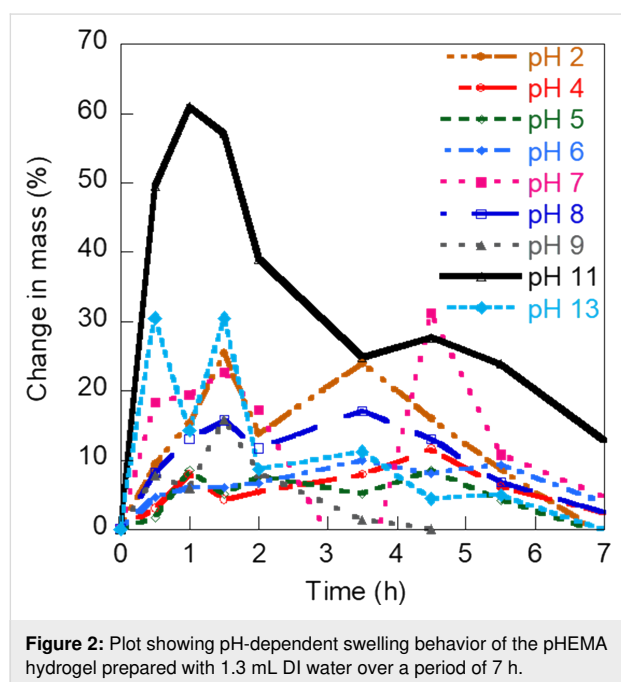 70
60
50
40
30
20
10
0
Change in mass (%)
pH 2
pH 4
pH 5
pH 6
pH 7
pH 8
pH 9
pH 11
pH 13
0 1 2 3 4 5 6 7
Time (h)
Figure 2: Plot showing pH-dependent swelling behavior of the pHEMA
hydrogel prepared with 1.3 mL DI water over a period of 7 h.